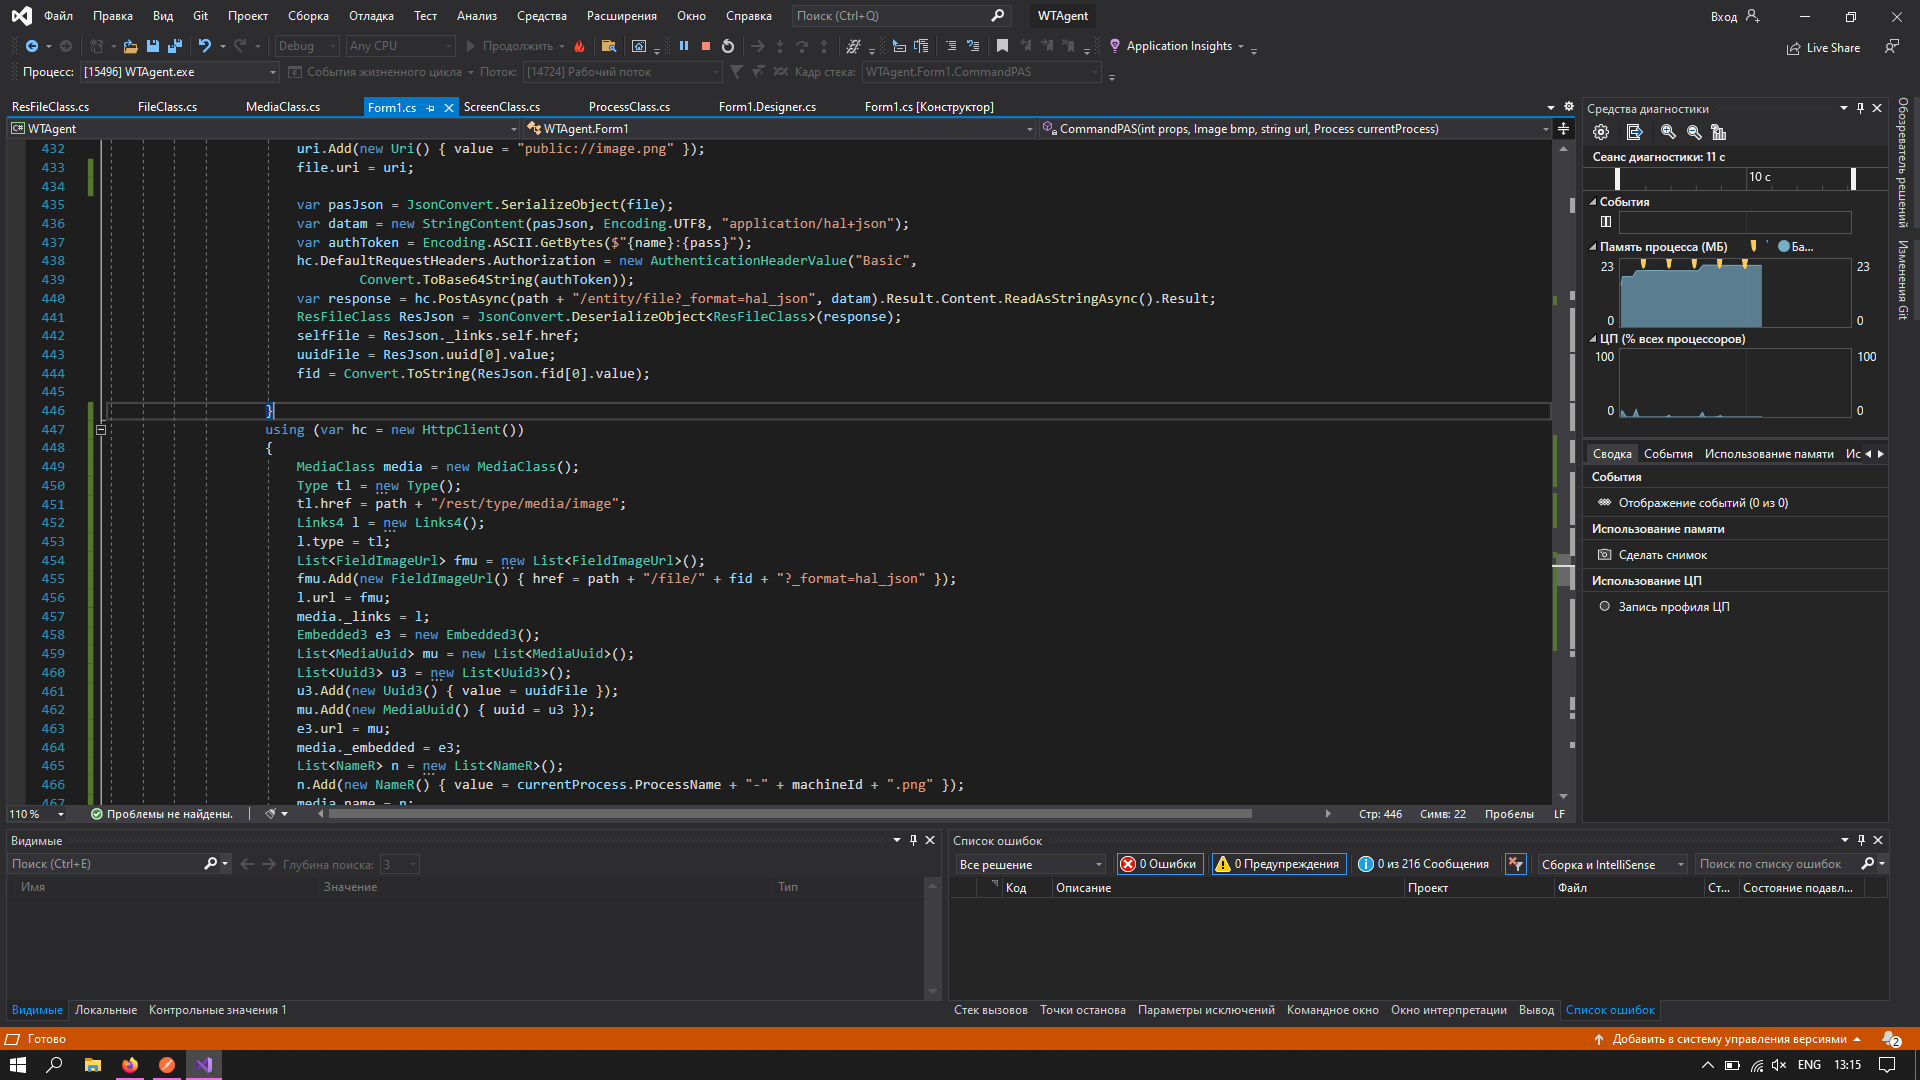 Файл Правка Вид Git Проект Сборка Отладка Тест Анализ Средства Расширения Окно Справка Поиск (Ctrl+Q) WTAgent Вход
Debug Any CPU Продолжить Application Insights Live Share
Процесс: [15496] WTAgent.exe События жизненного цикла Поток: [14724] Рабочий поток Кадр стека: WTAgent.Form1.CommandPAS
ResFileClass.cs FileClass.cs MediaClass.cs Form1.cs ScreenClass.cs ProcessClass.cs Form1.Designer.cs Form1.cs [Конструктор]
WTAgent WTAgent.Form1 CommandPAS(int props, Image bmp, string url, Process currentProcess)
432 uri.Add(new Uri() { value = "public://image.png" });
433 file.uri = uri;
434
435 var pasJson = JsonConvert.SerializeObject(file);
436 var datam = new StringContent(pasJson, Encoding.UTF8, "application/hal+json");
437 var authToken = Encoding.ASCII.GetBytes($"{name}:{pass}");
438 hc.DefaultRequestHeaders.Authorization = new AuthenticationHeaderValue("Basic",
439 Convert.ToBase64String(authToken));
440 var response = hc.PostAsync(path + "/entity/file?_format=hal_json", datam).Result.Content.ReadAsStringAsync().Result;
441 ResFileClass ResJson = JsonConvert.DeserializeObject<ResFileClass>(response);
442 selfFile = ResJson._links.self.href;
443 uuidFile = ResJson.uuid[0].value;
444 fid = Convert.ToString(ResJson.fid[0].value);
445
446 }
447 using (var hc = new HttpClient())
448 {
449 MediaClass media = new MediaClass();
450 Type tl = new Type();
451 tl.href = path + "/rest/type/media/image";
452 Links4 l = new Links4();
453 l.type = tl;
454 List<FieldImageUrl> fmu = new List<FieldImageUrl>();
455 fmu.Add(new FieldImageUrl() { href = path + "/file/" + fid + "?_format=hal_json" });
456 l.url = fmu;
457 media._links = l;
458 Embedded3 e3 = new Embedded3();
459 List<MediaUuid> mu = new List<MediaUuid>();
460 List<Uuid3> u3 = new List<Uuid3>();
461 u3.Add(new Uuid3() { value = uuidFile });
462 mu.Add(new MediaUuid() { uuid = u3 });
463 e3.url = mu;
464 media._embedded = e3;
465 List<NameR> n = new List<NameR>();
466 n.Add(new NameR() { value = currentProcess.ProcessName + "-" + machineId + ".png" });
467 media.name = n;
110 % Проблемы не найдены. Стр: 446 Симв: 22 Пробелы LF
Средства диагностики
Сеанс диагностики: 11 с
10 с
События
Память процесса (МБ) Ба...
23 23
0 0
ЦП (% всех процессоров)
100 100
0 0
Сводка События Использование памяти Ис
События
Отображение событий (0 из 0)
Использование памяти
Сделать снимок
Использование ЦП
Запись профиля ЦП
Обозреватель решений
Изменения Git
Видимые
Поиск (Ctrl+E) Глубина поиска: 3
Имя Значение Тип
Видимые Локальные Контрольные значения 1
Список ошибок
Все решение 0 Ошибки 0 Предупреждения 0 из 216 Сообщения Сборка и IntelliSense Поиск по списку ошибок
Код Описание Проект Файл Ст... Состояние подавл...
Стек вызовов Точки останова Параметры исключений Командное окно Окно интерпретации Вывод Список ошибок
Готово Добавить в систему управления версиями 2
ENG 13:15